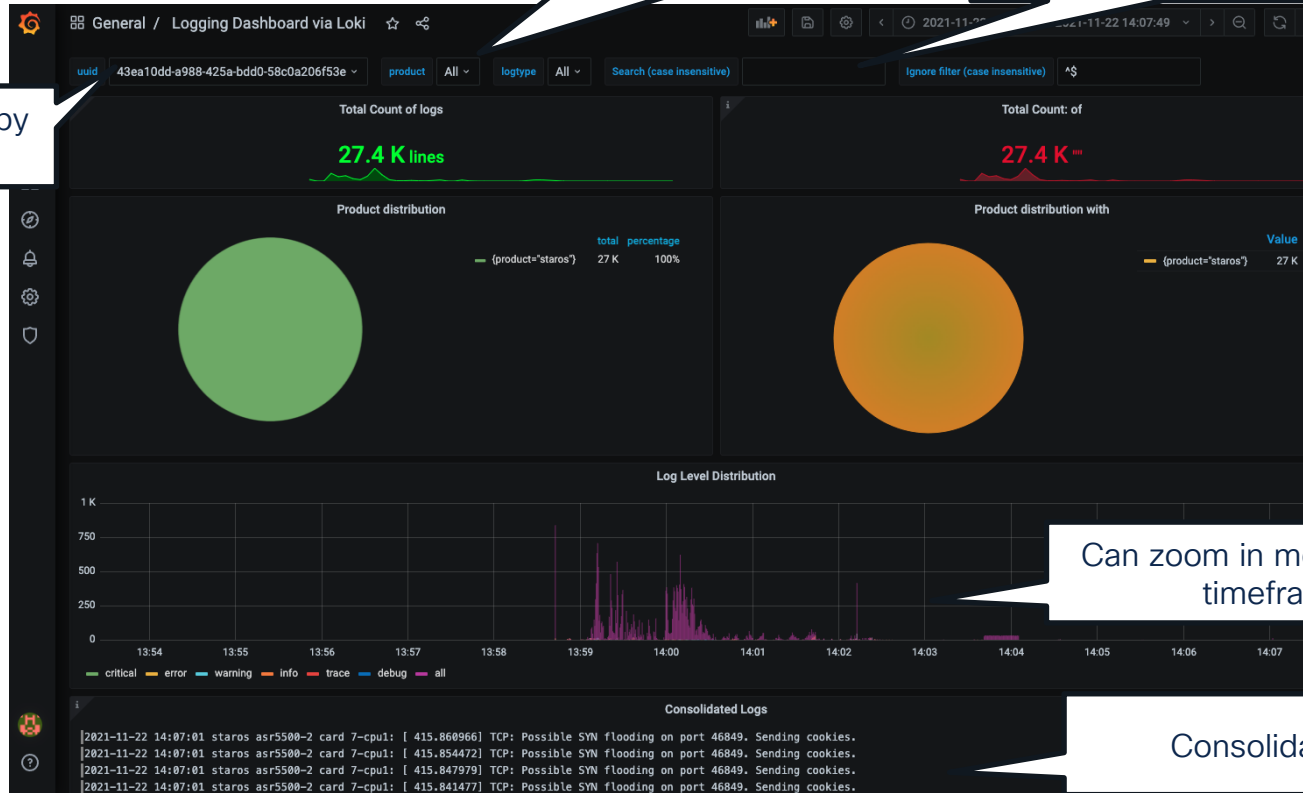 General / Logging Dashboard via Loki
14:07:49
uuid 43ea10dd-a988-425a-bdd0-58c0a206f53e product All logtype All Search (case insensitive) Ignore filter (case insensitive) ^$
by
Total Count of logs
27.4 K lines
Total Count: of
27.4 K ""
Product distribution
total percentage
{product="staros"} 27 K 100%
Product distribution with
Value
{product="staros"} 27 K
Log Level Distribution
1 K
750
500
250
0
13:54 13:55 13:56 13:57 13:58 13:59 14:00 14:01 14:02 14:03 14:04 14:05 14:06 14:07
critical error warning info trace debug all
Can zoom in
Consolidated Logs
2021-11-22 14:07:01 staros asr5500-2 card 7-cpu1: [ 415.860966] TCP: Possible SYN flooding on port 46849. Sending cookies.
2021-11-22 14:07:01 staros asr5500-2 card 7-cpu1: [ 415.854472] TCP: Possible SYN flooding on port 46849. Sending cookies.
2021-11-22 14:07:01 staros asr5500-2 card 7-cpu1: [ 415.847979] TCP: Possible SYN flooding on port 46849. Sending cookies.
2021-11-22 14:07:01 staros asr5500-2 card 7-cpu1: [ 415.841477] TCP: Possible SYN flooding on port 46849. Sending cookies.